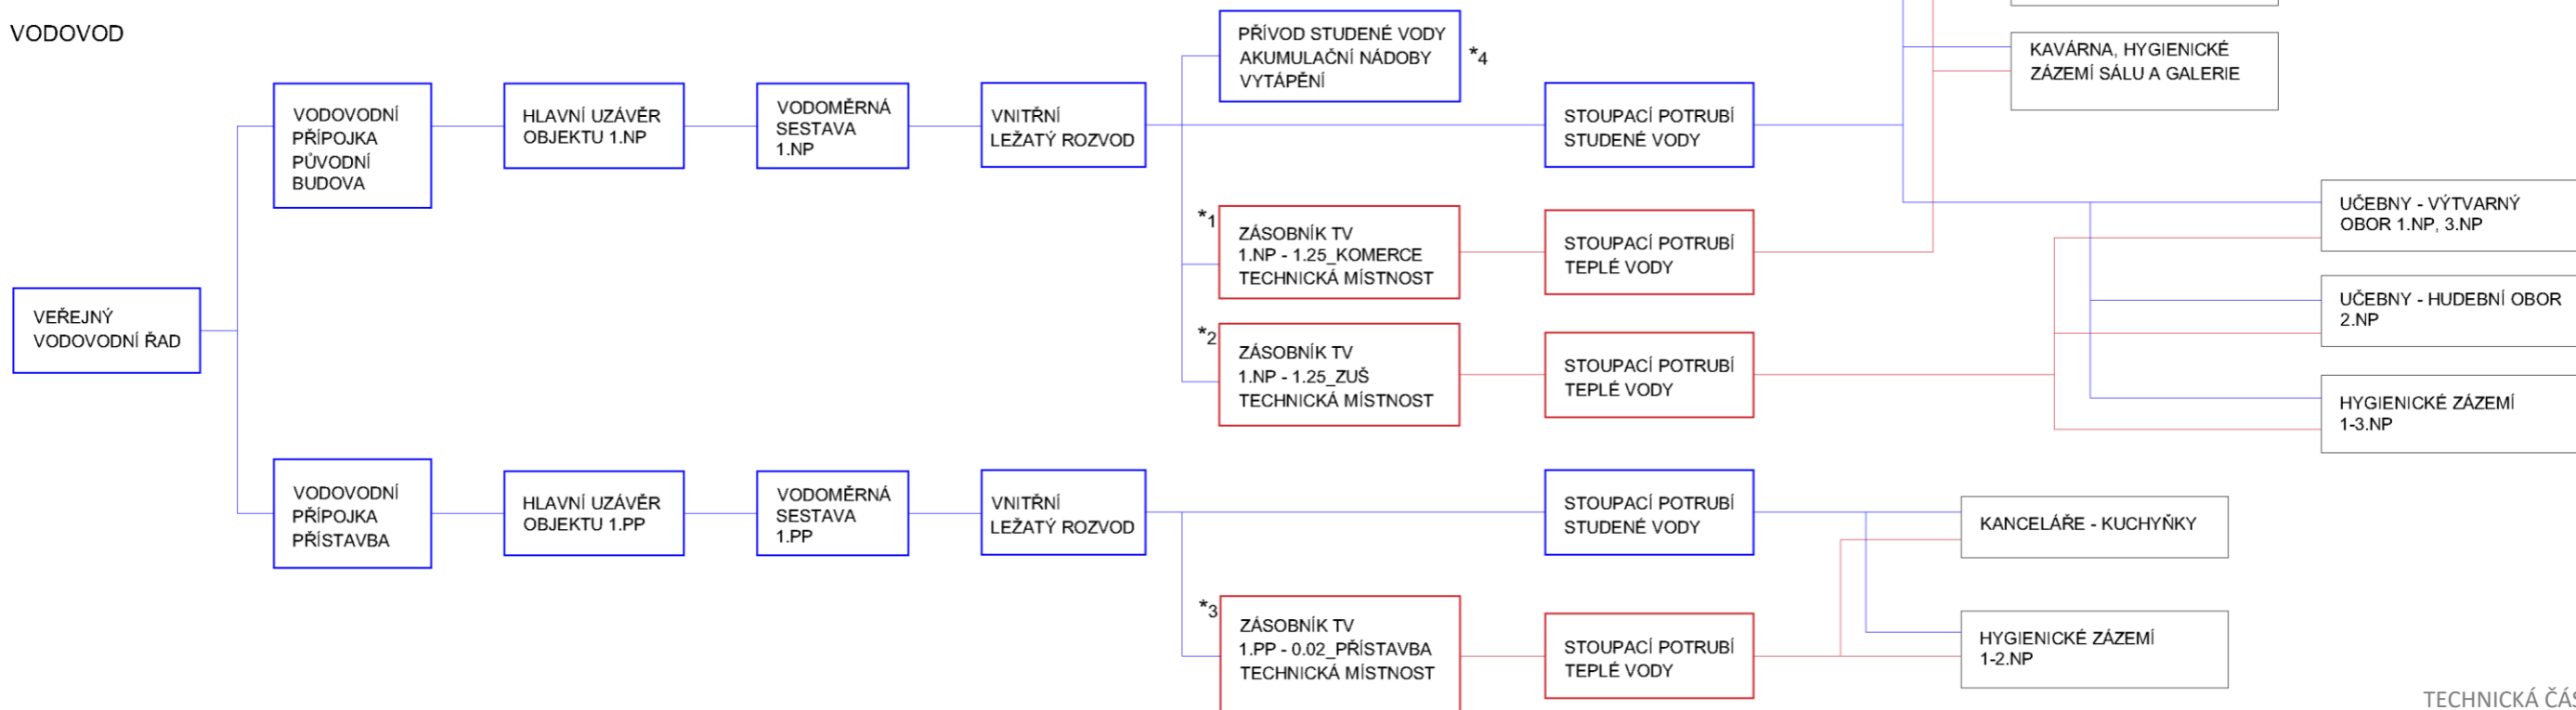 VODOVOD
PŘÍVOD STUDENÉ VODY
AKUMULAČNÍ NÁDOBY
VYTÁPĚNÍ
*4
KAVÁRNA, HYGIENICKÉ
ZÁZEMÍ SÁLU A GALERIE
VODOVODNÍ
PŘÍPOJKA
PŮVODNÍ
BUDOVA
HLAVNÍ UZÁVĚR
OBJEKTU 1.NP
VODOMĚRNÁ
SESTAVA
1.NP
VNITŘNÍ
LEŽATÝ ROZVOD
STOUPACÍ POTRUBÍ
STUDENÉ VODY
*1
ZÁSOBNÍK TV
1.NP - 1.25_KOMERCE
TECHNICKÁ MÍSTNOST
STOUPACÍ POTRUBÍ
TEPLÉ VODY
UČEBNY - VÝTVARNÝ
OBOR 1.NP, 3.NP
VEŘEJNÝ
VODOVODNÍ ŘAD
*2
ZÁSOBNÍK TV
1.NP - 1.25_ZUŠ
TECHNICKÁ MÍSTNOST
STOUPACÍ POTRUBÍ
TEPLÉ VODY
UČEBNY - HUDEBNÍ OBOR
2.NP
HYGIENICKÉ ZÁZEMÍ
1-3.NP
VODOVODNÍ
PŘÍPOJKA
PŘÍSTAVBA
HLAVNÍ UZÁVĚR
OBJEKTU 1.PP
VODOMĚRNÁ
SESTAVA
1.PP
VNITŘNÍ
LEŽATÝ ROZVOD
STOUPACÍ POTRUBÍ
STUDENÉ VODY
KANCELÁŘE - KUCHYŇKY
*3
ZÁSOBNÍK TV
1.PP - 0.02_PŘÍSTAVBA
TECHNICKÁ MÍSTNOST
STOUPACÍ POTRUBÍ
TEPLÉ VODY
HYGIENICKÉ ZÁZEMÍ
1-2.NP
TECHNICKÁ ČÁS